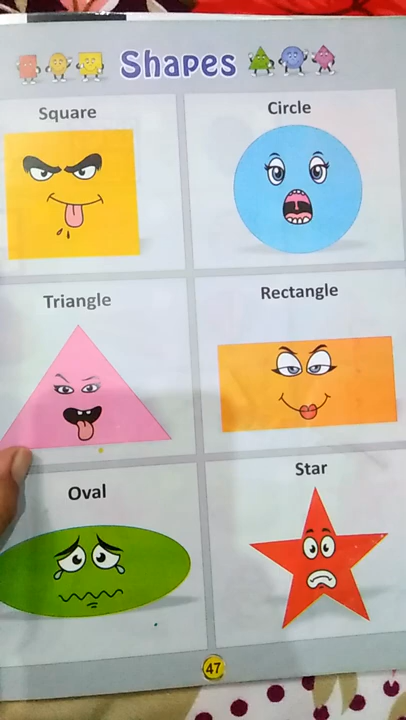 Shapes
Square
Circle
Triangle
Rectangle
Oval
Star
47